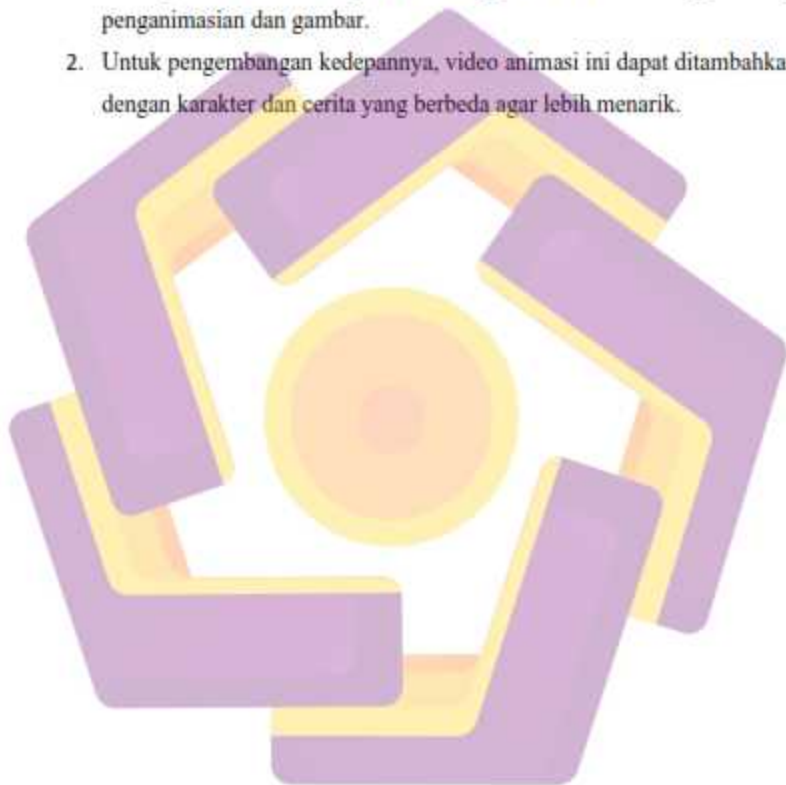 penganimasian dan gambar.
2. Untuk pengembangan kedepannya, video animasi ini dapat ditambahka
dengan karakter dan cerita yang berbeda agar lebih menarik.